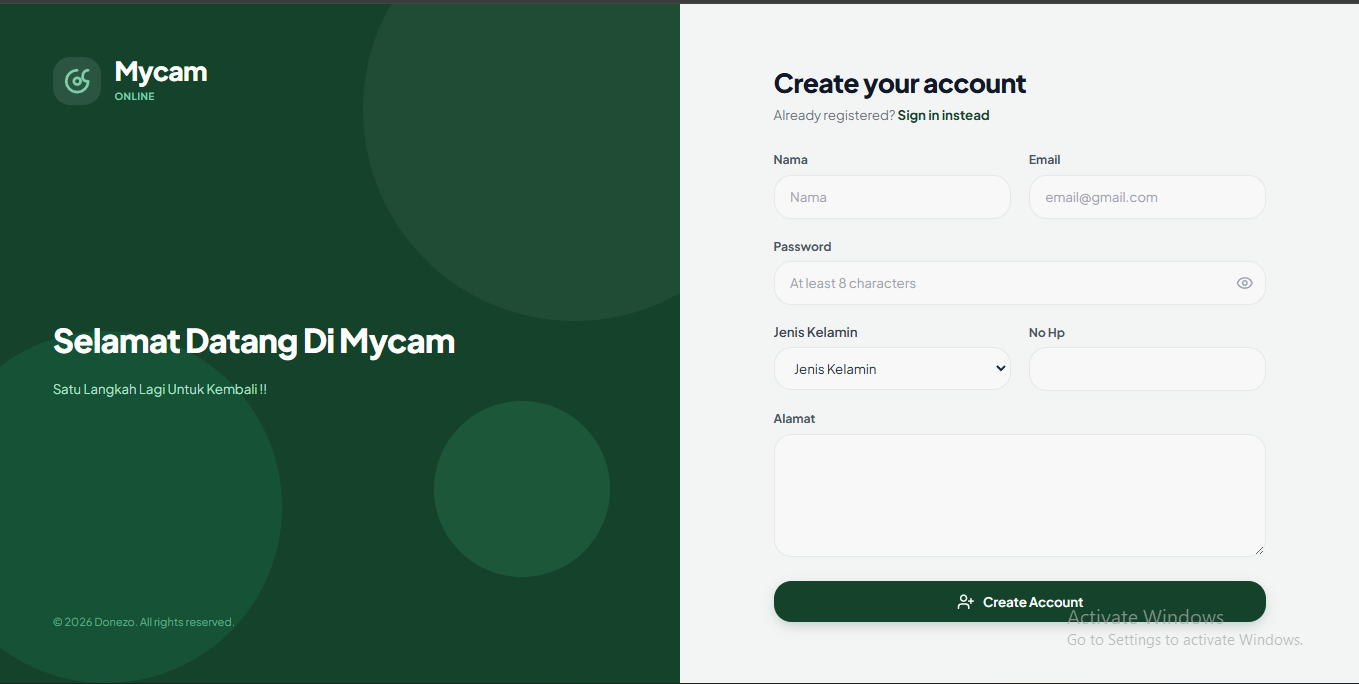 Mycam
ONLINE
Selamat Datang Di Mycam
Satu Langkah Lagi Untuk Kembali !!
© 2026 Donezo. All rights reserved.
Create your account
Already registered? Sign in instead
Nama
Email
Nama
email@gmail.com
Password
At least 8 characters
Jenis Kelamin
No Hp
Jenis Kelamin
Alamat
Create Account
Activate Windows
Go to Settings to activate Windows.